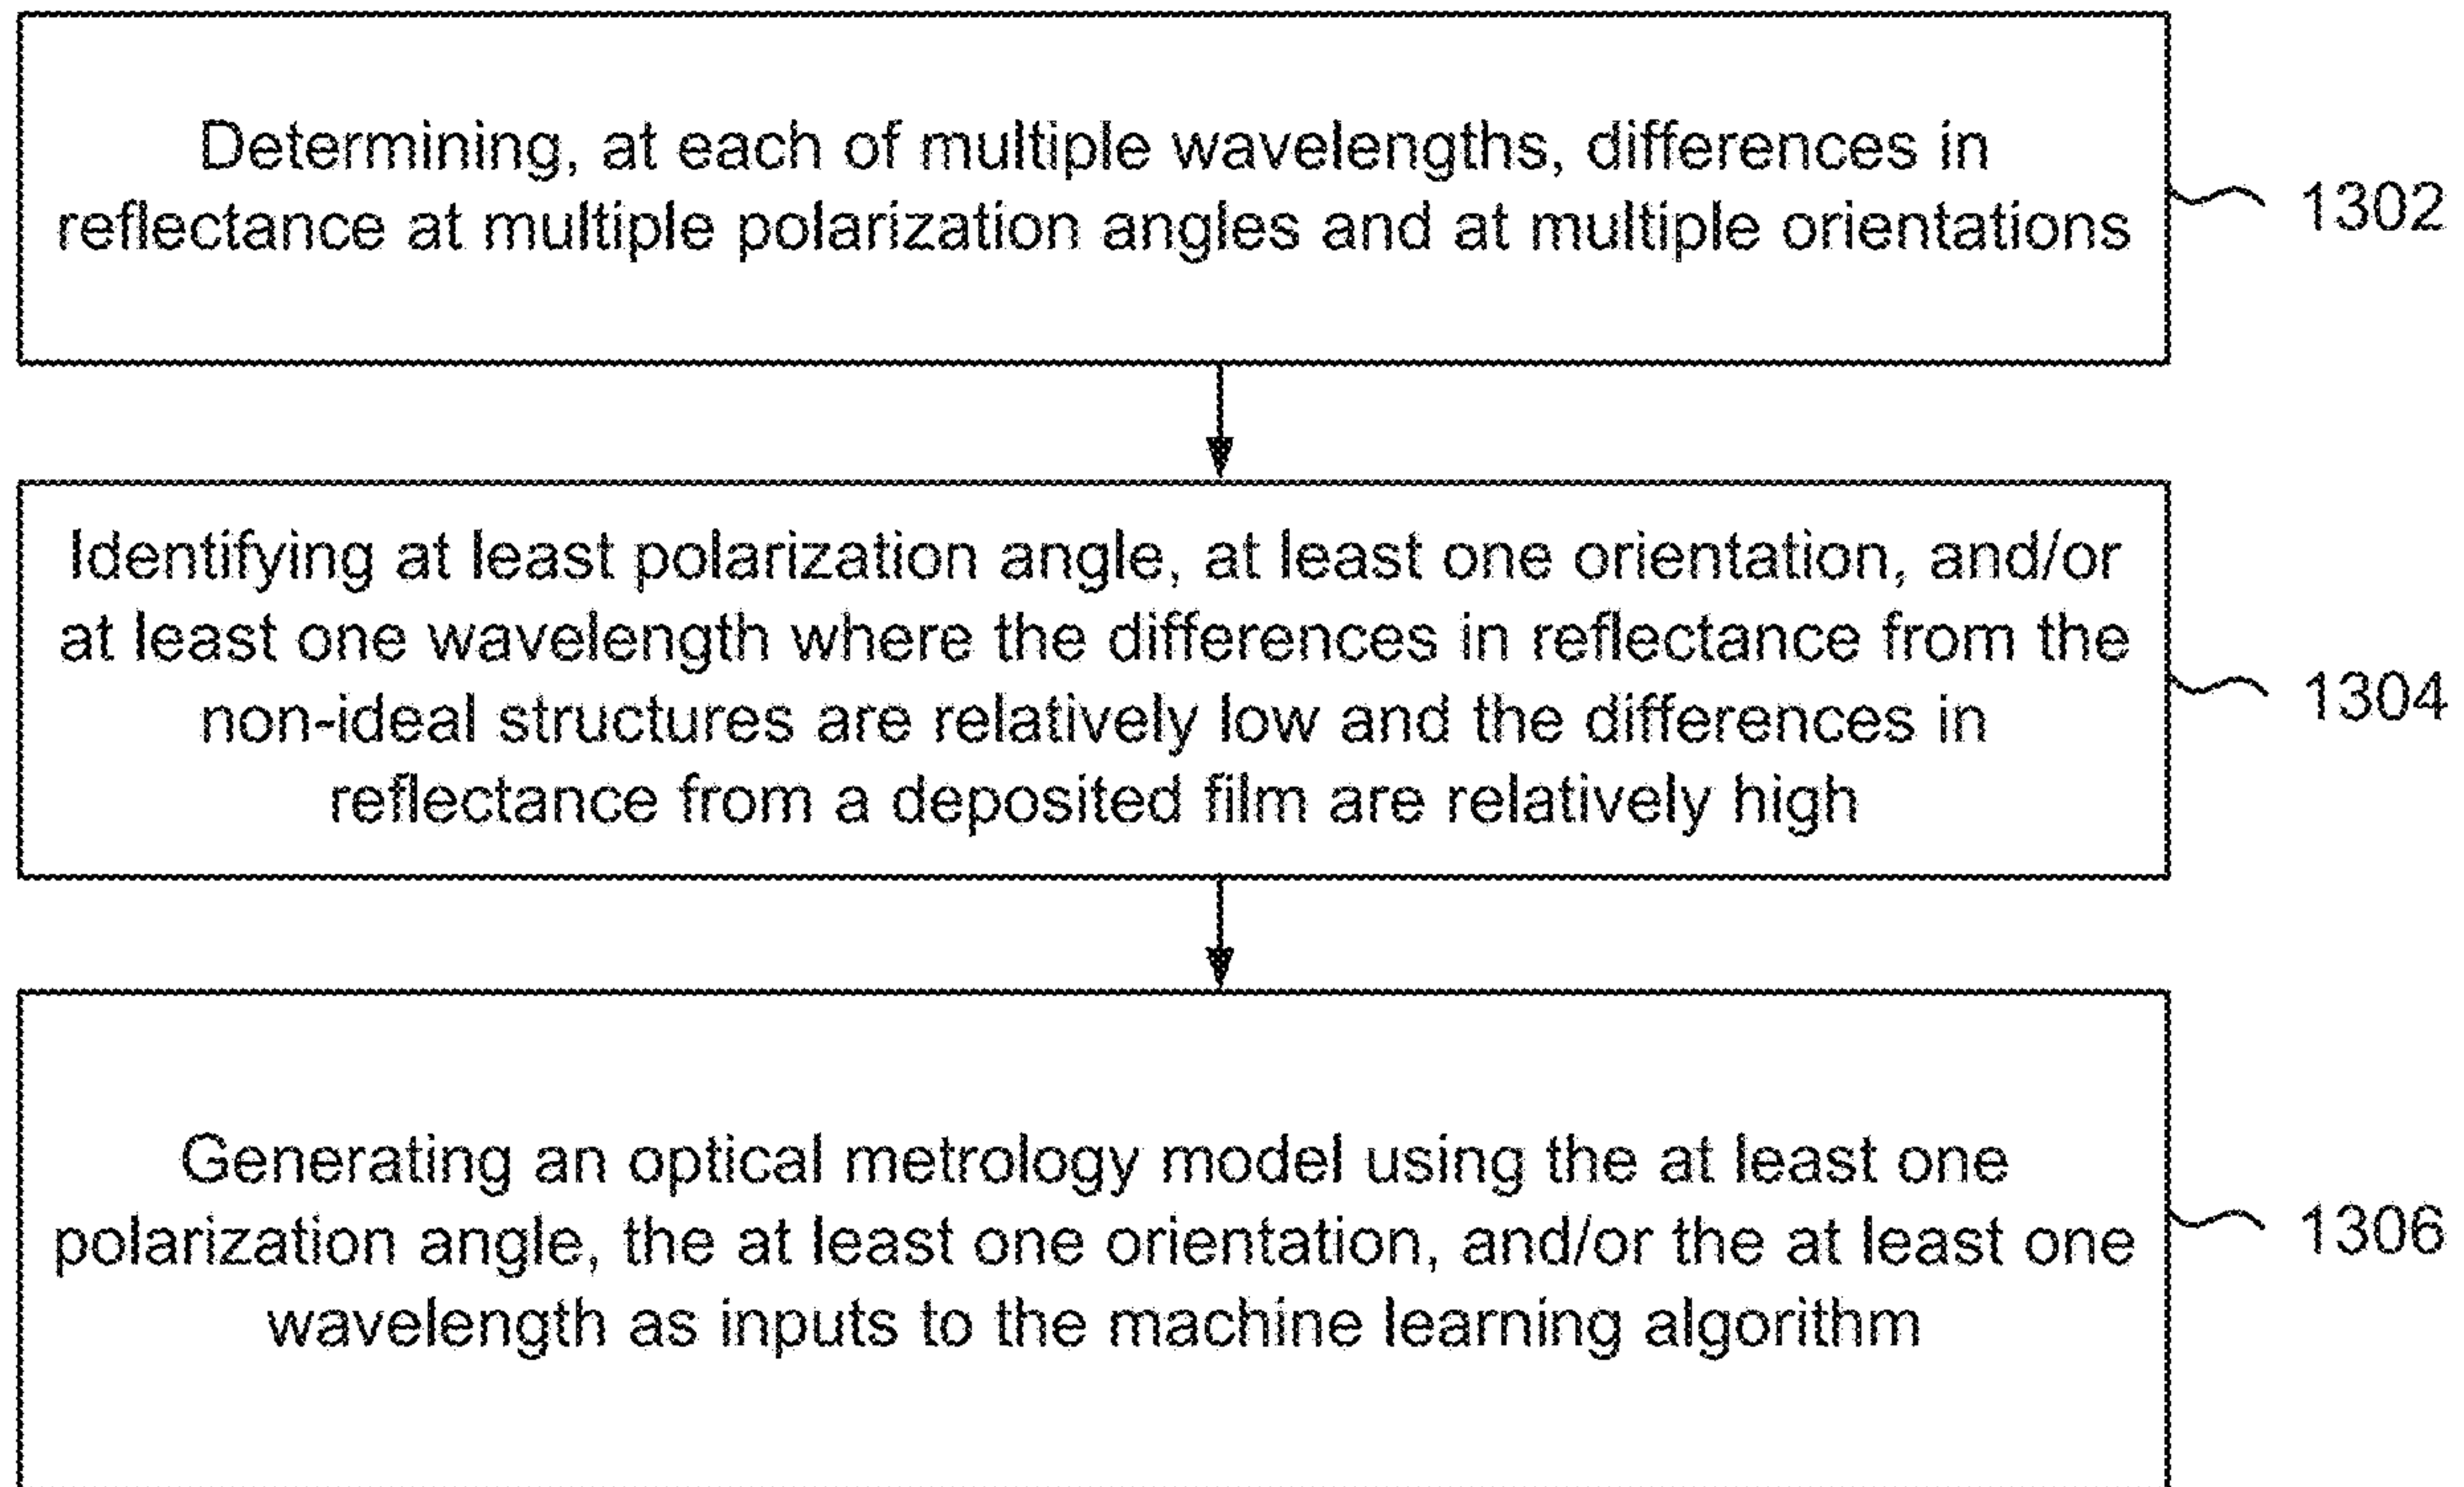 Determining, at each of multiple wavelengths, differences in
reflectance at multiple polarization angles and at multiple orientations
1302
Identifying at least polarization angle, at least one orientation, and/or
at least one wavelength where the differences in reflectance from the
non-ideal structures are relatively low and the differences in
reflectance from a deposited film are relatively high
1304
Generating an optical metrology model using the at least one
polarization angle, the at least one orientation, and/or the at least one
wavelength as inputs to the machine learning algorithm
1306